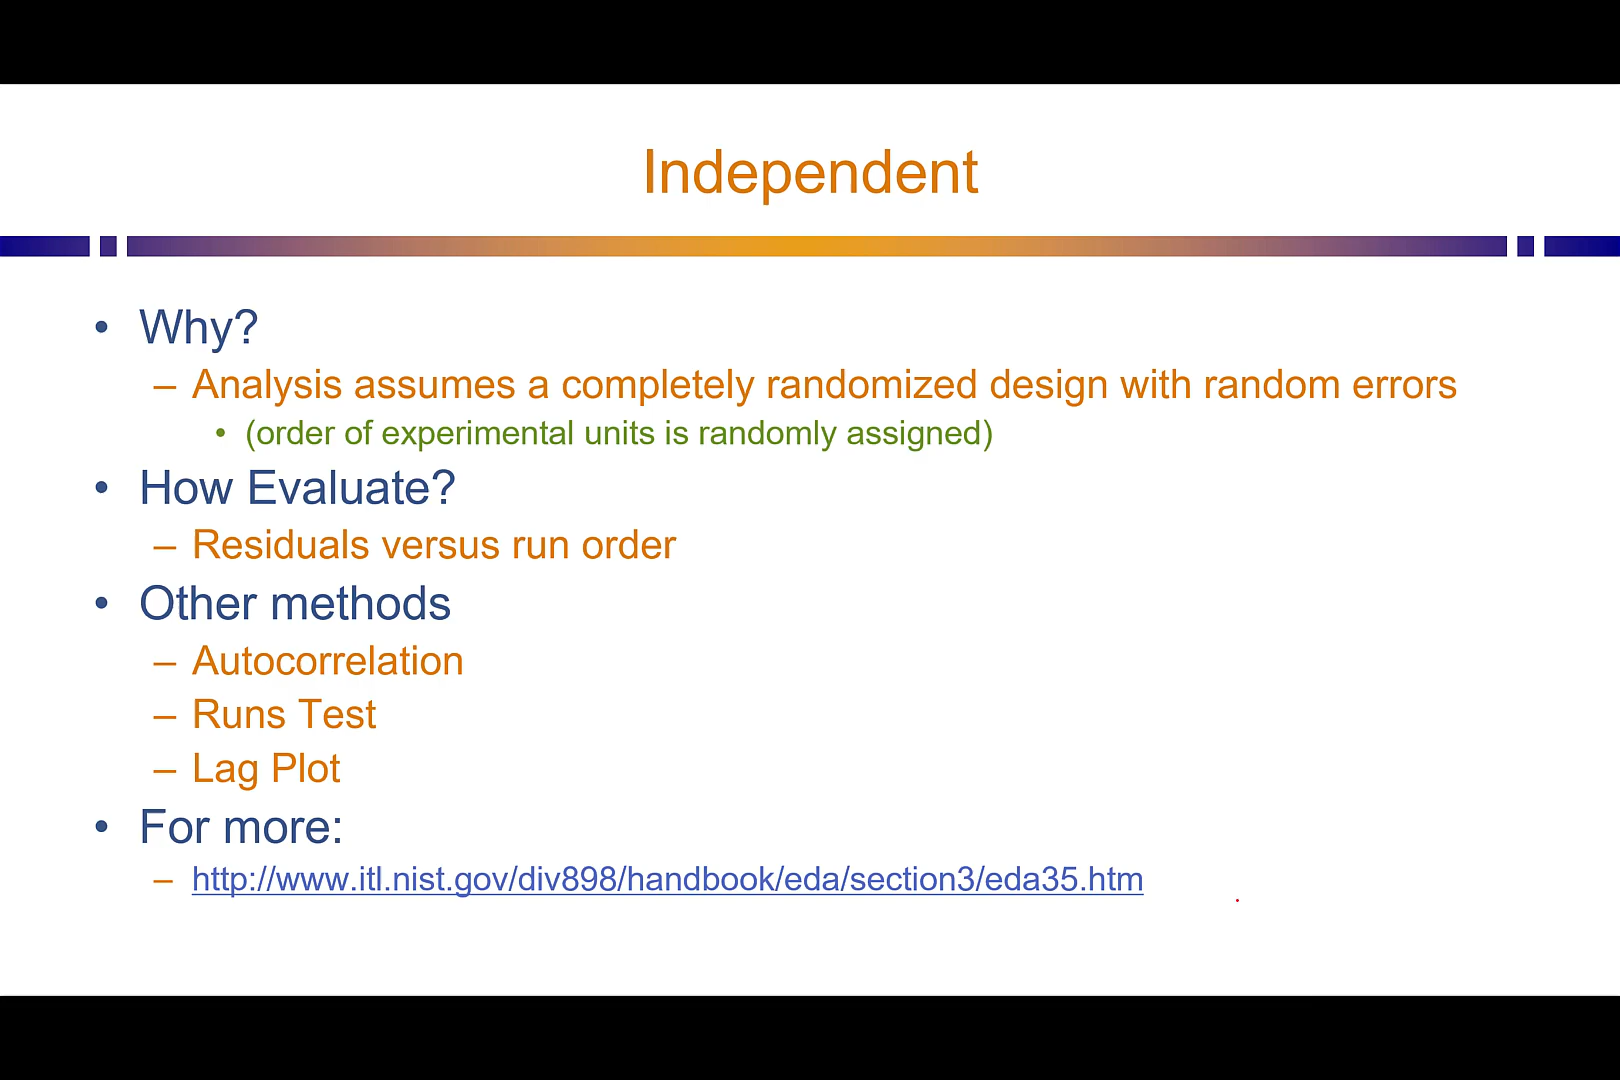 Independent
• Why?
– Analysis assumes a completely randomized design with random errors
• (order of experimental units is randomly assigned)
• How Evaluate?
– Residuals versus run order
• Other methods
– Autocorrelation
– Runs Test
– Lag Plot
• For more:
– http://www.itl.nist.gov/div898/handbook/eda/section3/eda35.htm